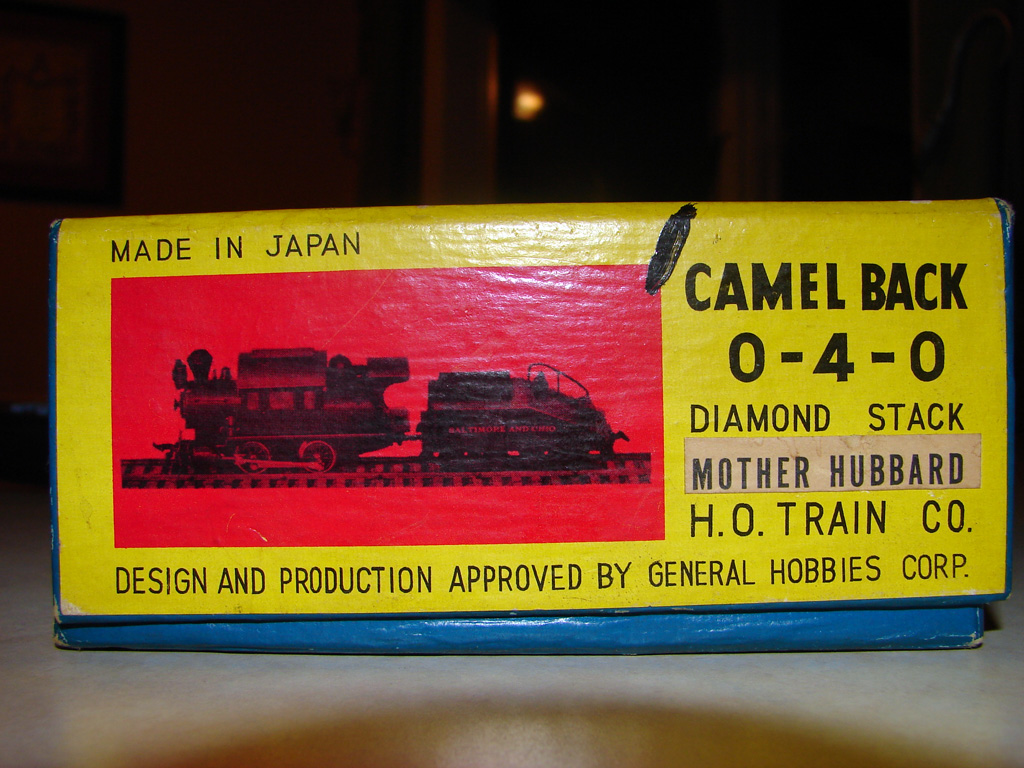 MADE IN JAPAN
CAMEL BACK
0-4-0
DIAMOND STACK
MOTHER HUBBARD
H.O. TRAIN CO.
BALTIMORE AND OHIO
DESIGN AND PRODUCTION APPROVED BY GENERAL HOBBIES CORP.